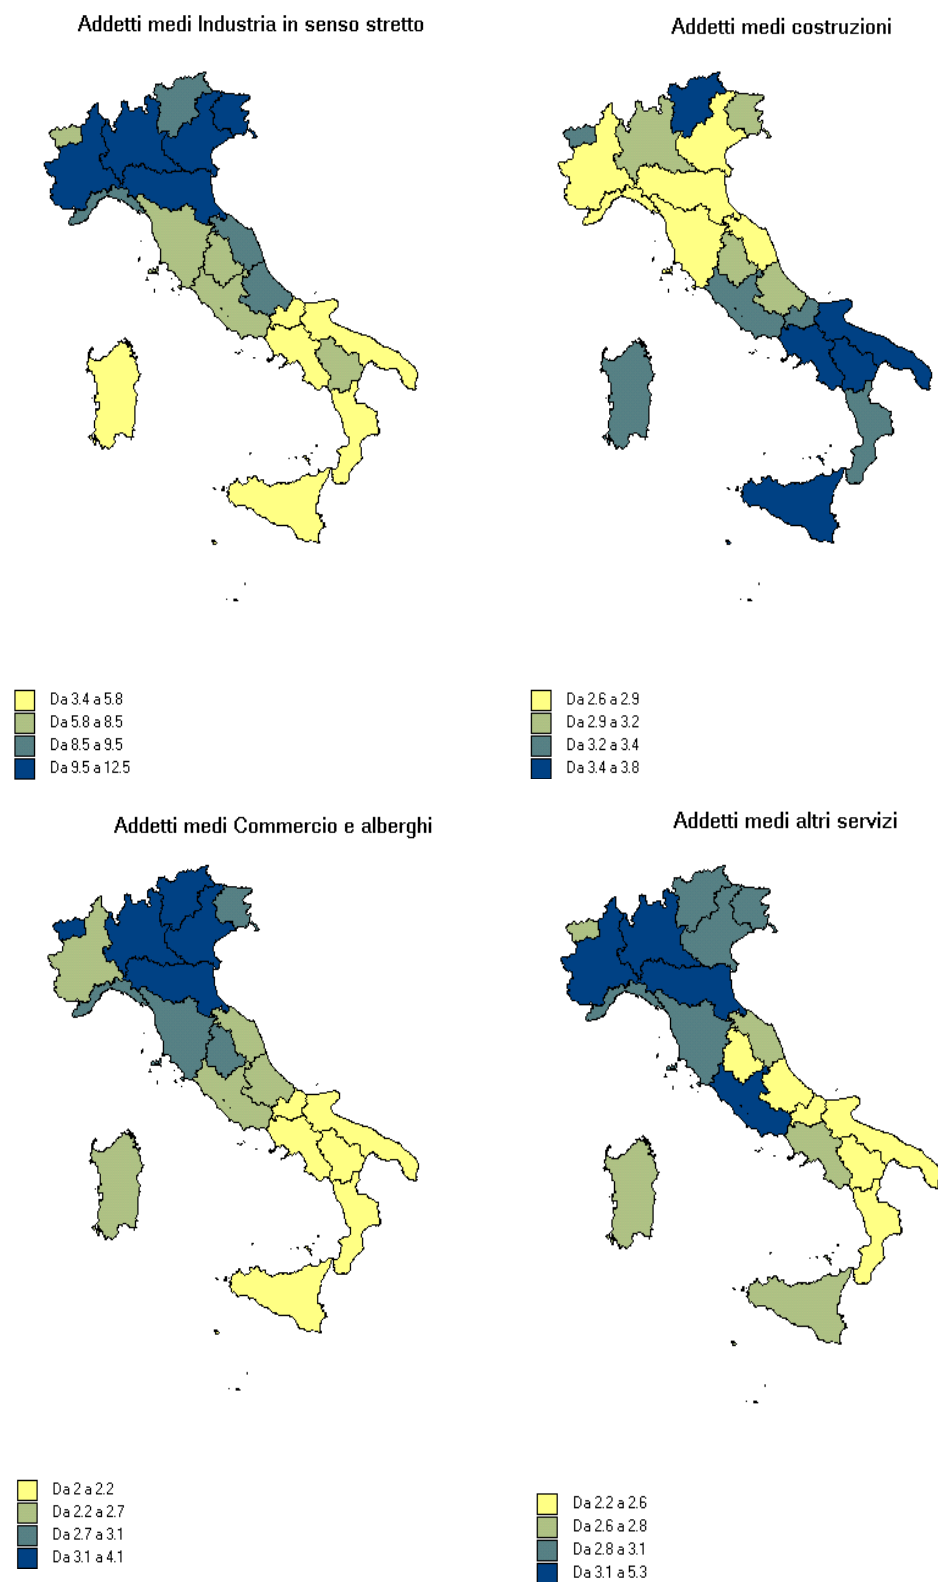 Addetti medi Industria in senso stretto
Addetti medi costruzioni
Da 3.4 a 5.8
Da 5.8 a 8.5
Da 8.5 a 9.5
Da 9.5 a 12.5
Da 2.6 a 2.9
Da 2.9 a 3.2
Da 3.2 a 3.4
Da 3.4 a 3.8
Addetti medi Commercio e alberghi
Addetti medi altri servizi
Da 2 a 2.2
Da 2.2 a 2.7
Da 2.7 a 3.1
Da 3.1 a 4.1
Da 2.2 a 2.6
Da 2.6 a 2.8
Da 2.8 a 3.1
Da 3.1 a 5.3